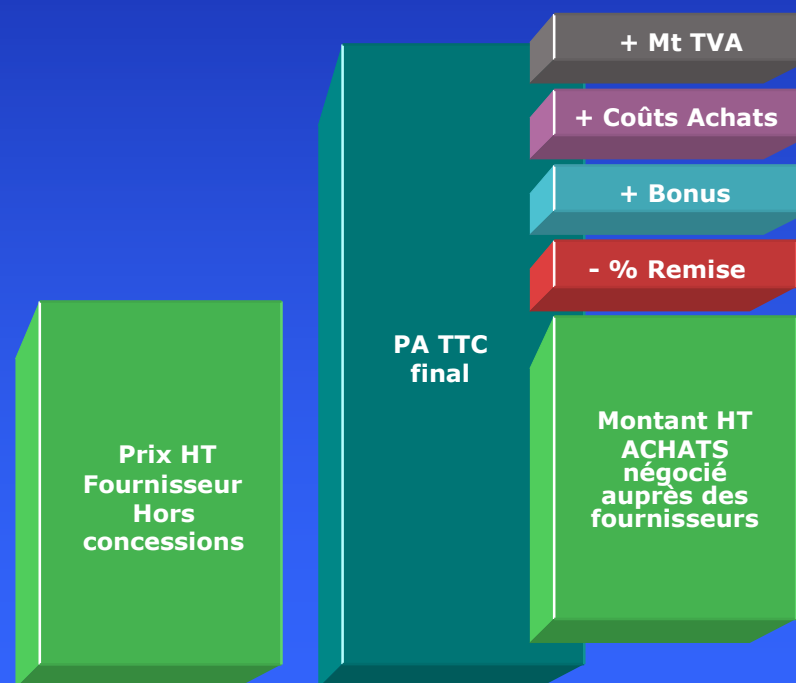 + Mt TVA
+ Coûts Achats
+ Bonus
- % Remise
PA TTC
final
Prix HT
Fournisseur
Hors
concessions
Montant HT
ACHATS
négocié
auprès des
fournisseurs